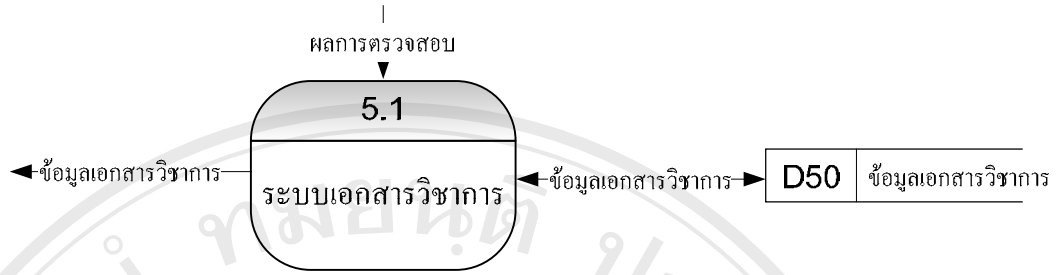 ผลการตรวจสอบ
5.1
ข้อมูลเอกสารวิชาการ
ระบบเอกสารวิชาการ
ข้อมูลเอกสารวิชาการ
D50
ข้อมูลเอกสารวิชาการ